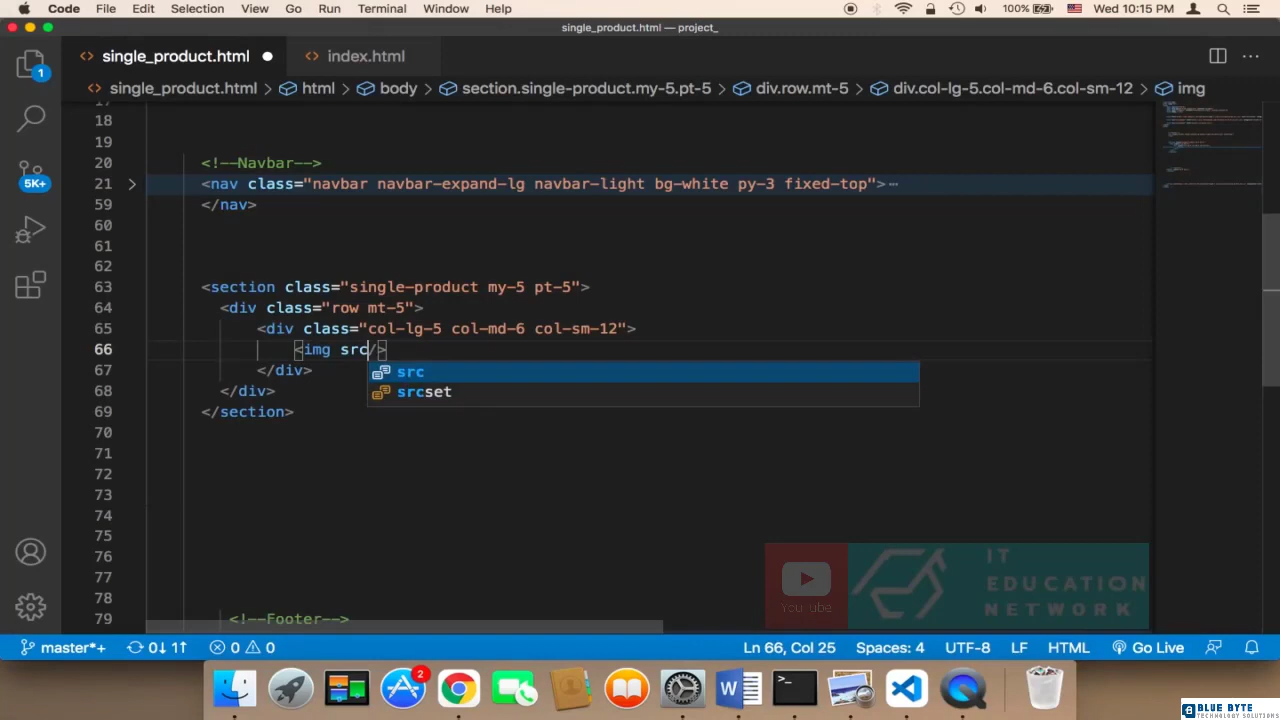 Code File Edit Selection View Go Run Terminal Window Help 100% Wed 10:15 PM
single_product.html — project_
single_product.html index.html
single_product.html > html > body > section.single-product.my-5.pt-5 > div.row.mt-5 > div.col-lg-5.col-md-6.col-sm-12 > img
1
5K+
17
18
19
20 <!--Navbar-->
21 <nav class="navbar navbar-expand-lg navbar-light bg-white py-3 fixed-top">⋯
59 </nav>
60
61
62
63 <section class="single-product my-5 pt-5">
64 <div class="row mt-5">
65 <div class="col-lg-5 col-md-6 col-sm-12">
66 <img src/>
67 </div>
src
68 </div>
srcset
69 </section>
70
71
72
73
74
75
76
77
78
79 <!--Footer-->
YouTube
IT
EDUCATION
NETWORK
master*+ 0↓ 1↑ 0 0 Ln 66, Col 25 Spaces: 4 UTF-8 LF HTML Go Live
2
BLUE BYTE
TECHNOLOGY SOLUTIONS